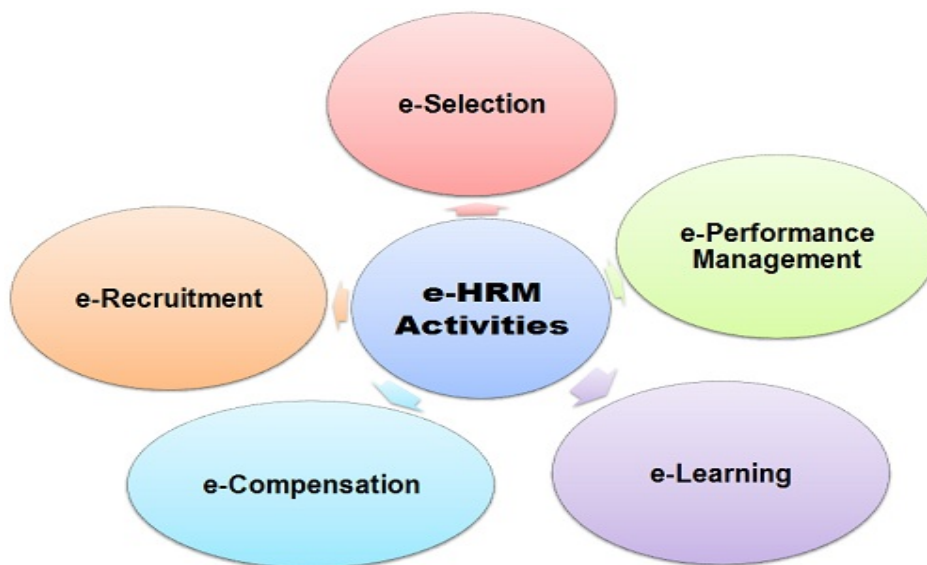 e-Selection
e-Performance
Management
e-Recruitment
e-HRM
Activities
e-Compensation
e-Learning